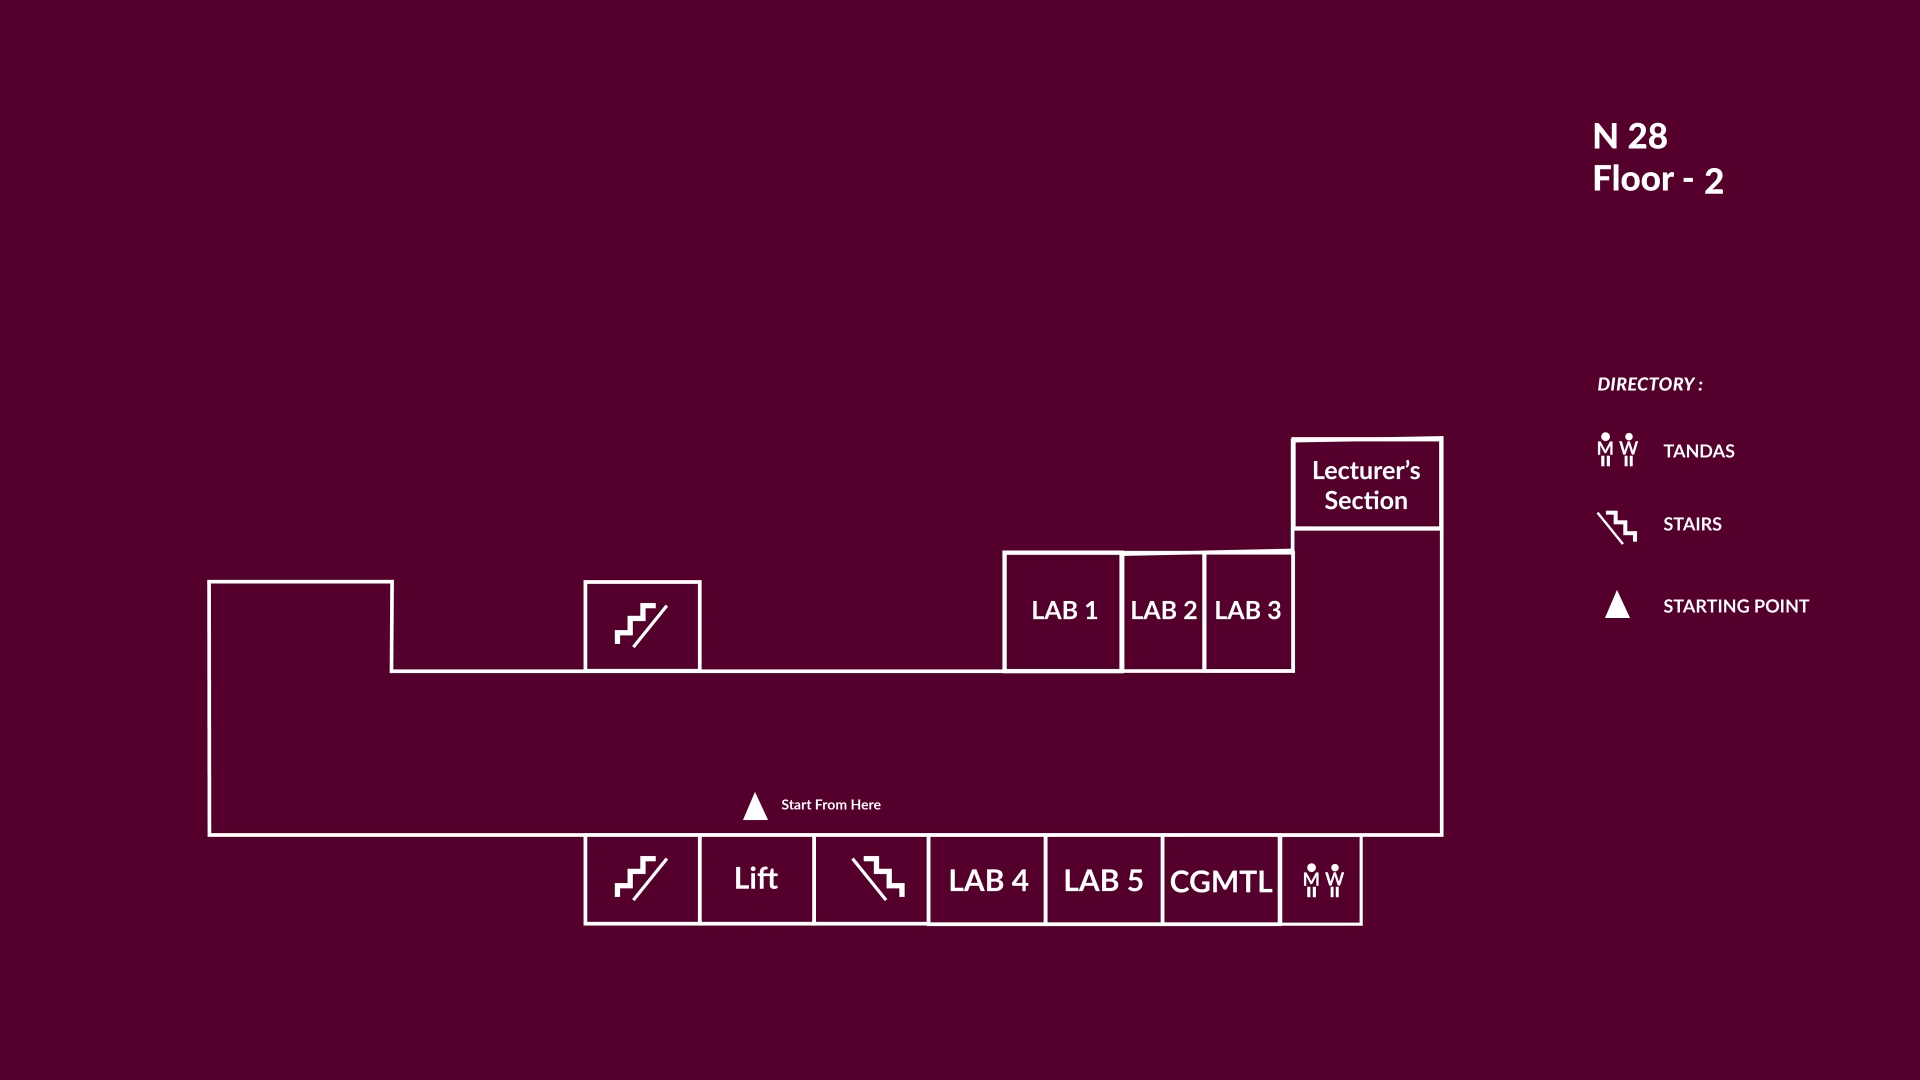 N 28
Floor - 2
DIRECTORY :
M W TANDAS
STAIRS
STARTING POINT
Lecturer’s
Section
LAB 1 LAB 2 LAB 3
Start From Here
Lift LAB 4 LAB 5 CGMTL M W